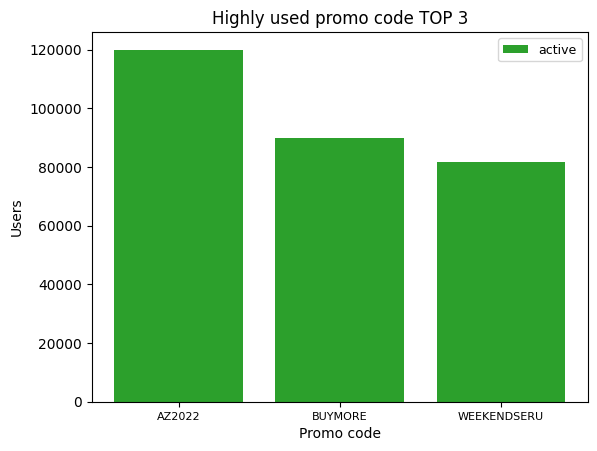 Highly used promo code TOP 3
active
Users
120000
100000
80000
60000
40000
20000
0
AZ2022 BUYMORE WEEKENDSERU
Promo code